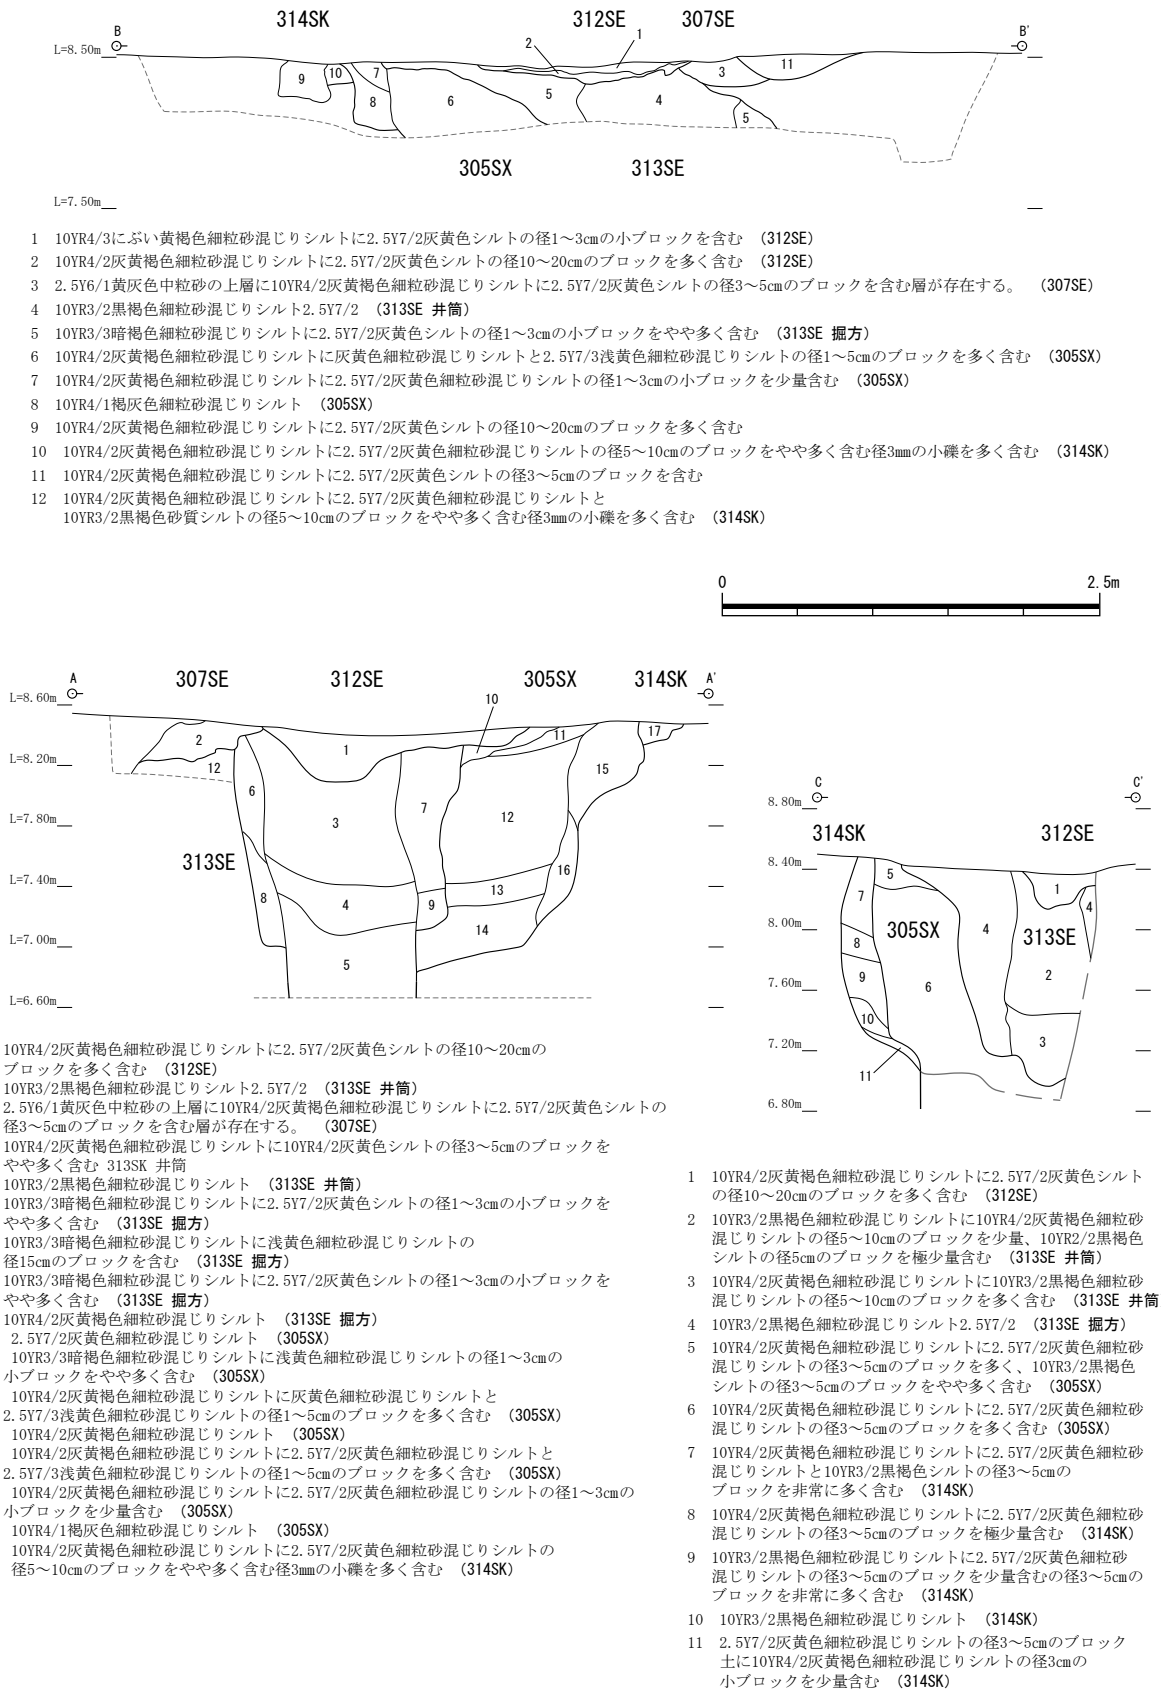 314SK 312SE 307SE
B B'
L=8.50m
2 1
9 10 7 8 6 5 4 3 11 5
305SX 313SE
L=7.50m
1 10YR4/3にぶい黄褐色細粒砂混じりシルトに2.5Y7/2灰黄色シルトの径1～3cmの小ブロックを含む （312SE）
2 10YR4/2灰黄褐色細粒砂混じりシルトに2.5Y7/2灰黄色シルトの径10～20cmのブロックを多く含む （312SE）
3 2.5Y6/1黄灰色中粒砂の上層に10YR4/2灰黄褐色細粒砂混じりシルトに2.5Y7/2灰黄色シルトの径3～5cmのブロックを含む層が存在する。 （307SE）
4 10YR3/2黒褐色細粒砂混じりシルト2.5Y7/2 （313SE 井筒）
5 10YR3/3暗褐色細粒砂混じりシルトに2.5Y7/2灰黄色シルトの径1～3cmの小ブロックをやや多く含む （313SE 掘方）
6 10YR4/2灰黄褐色細粒砂混じりシルトに灰黄色細粒砂混じりシルトと2.5Y7/3浅黄色細粒砂混じりシルトの径1～5cmのブロックを多く含む （305SX）
7 10YR4/2灰黄褐色細粒砂混じりシルトに2.5Y7/2灰黄色細粒砂混じりシルトの径1～3cmの小ブロックを少量含む （305SX）
8 10YR4/1褐灰色細粒砂混じりシルト （305SX）
9 10YR4/2灰黄褐色細粒砂混じりシルトに2.5Y7/2灰黄色シルトの径10～20cmのブロックを多く含む
10 10YR4/2灰黄褐色細粒砂混じりシルトに2.5Y7/2灰黄色細粒砂混じりシルトの径5～10cmのブロックをやや多く含む径3mmの小礫を多く含む （314SK）
11 10YR4/2灰黄褐色細粒砂混じりシルトに2.5Y7/2灰黄色シルトの径3～5cmのブロックを含む
12 10YR4/2灰黄褐色細粒砂混じりシルトに2.5Y7/2灰黄色細粒砂混じりシルトと
10YR3/2黒褐色砂質シルトの径5～10cmのブロックをやや多く含む径3mmの小礫を多く含む （314SK）
0 2.5m
A 307SE 312SE 305SX 314SK A'
L=8.60m
10
2 1 11 17
L=8.20m
12 15
6 7
L=7.80m
3 12
313SE
16
L=7.40m
13
8 4 9
14
L=7.00m
5
L=6.60m
10YR4/2灰黄褐色細粒砂混じりシルトに2.5Y7/2灰黄色シルトの径10～20cmの
ブロックを多く含む （312SE）
10YR3/2黒褐色細粒砂混じりシルト2.5Y7/2 （313SE 井筒）
2.5Y6/1黄灰色中粒砂の上層に10YR4/2灰黄褐色細粒砂混じりシルトに2.5Y7/2灰黄色シルトの
径3～5cmのブロックを含む層が存在する。 （307SE）
10YR4/2灰黄褐色細粒砂混じりシルトに10YR4/2灰黄色シルトの径3～5cmのブロックを
やや多く含む 313SK 井筒
10YR3/2黒褐色細粒砂混じりシルト （313SE 井筒）
10YR3/3暗褐色細粒砂混じりシルトに2.5Y7/2灰黄色シルトの径1～3cmの小ブロックを
やや多く含む （313SE 掘方）
10YR3/3暗褐色細粒砂混じりシルトに浅黄色細粒砂混じりシルトの
径15cmのブロックを含む （313SE 掘方）
10YR3/3暗褐色細粒砂混じりシルトに2.5Y7/2灰黄色シルトの径1～3cmの小ブロックを
やや多く含む （313SE 掘方）
10YR4/2灰黄褐色細粒砂混じりシルト （313SE 掘方）
2.5Y7/2灰黄色細粒砂混じりシルト （305SX）
10YR3/3暗褐色細粒砂混じりシルトに浅黄色細粒砂混じりシルトの径1～3cmの
小ブロックをやや多く含む （305SX）
10YR4/2灰黄褐色細粒砂混じりシルトに灰黄色細粒砂混じりシルトと
2.5Y7/3浅黄色細粒砂混じりシルトの径1～5cmのブロックを多く含む （305SX）
10YR4/2灰黄褐色細粒砂混じりシルト （305SX）
10YR4/2灰黄褐色細粒砂混じりシルトに2.5Y7/2灰黄色細粒砂混じりシルトと
2.5Y7/3浅黄色細粒砂混じりシルトの径1～5cmのブロックを多く含む （305SX）
10YR4/2灰黄褐色細粒砂混じりシルトに2.5Y7/2灰黄色細粒砂混じりシルトの径1～3cmの
小ブロックを少量含む （305SX）
10YR4/1褐灰色細粒砂混じりシルト （305SX）
10YR4/2灰黄褐色細粒砂混じりシルトに2.5Y7/2灰黄色細粒砂混じりシルトの
径5～10cmのブロックをやや多く含む径3mmの小礫を多く含む （314SK）
C C'
8.80m
314SK 312SE
8.40m
5 1
7 4
8.00m
305SX 4 313SE
8
9 2
7.60m
6
10
7.20m
3
11
6.80m
1 10YR4/2灰黄褐色細粒砂混じりシルトに2.5Y7/2灰黄色シルト
の径10～20cmのブロックを多く含む （312SE）
2 10YR3/2黒褐色細粒砂混じりシルトに10YR4/2灰黄褐色細粒砂
混じりシルトの径5～10cmのブロックを少量、10YR2/2黒褐色
シルトの径5cmのブロックを極少量含む （313SE 井筒）
3 10YR4/2灰黄褐色細粒砂混じりシルトに10YR3/2黒褐色細粒砂
混じりシルトの径5～10cmのブロックを多く含む （313SE 井筒
4 10YR3/2黒褐色細粒砂混じりシルト2.5Y7/2 （313SE 掘方）
5 10YR4/2灰黄褐色細粒砂混じりシルトに2.5Y7/2灰黄色細粒砂
混じりシルトの径3～5cmのブロックを多く、10YR3/2黒褐色
シルトの径3～5cmのブロックをやや多く含む （305SX）
6 10YR4/2灰黄褐色細粒砂混じりシルトに2.5Y7/2灰黄色細粒砂
混じりシルトの径3～5cmのブロックを多く含む（305SX）
7 10YR4/2灰黄褐色細粒砂混じりシルトに2.5Y7/2灰黄色細粒砂
混じりシルトと10YR3/2黒褐色シルトの径3～5cmの
ブロックを非常に多く含む （314SK）
8 10YR4/2灰黄褐色細粒砂混じりシルトに2.5Y7/2灰黄色細粒砂
混じりシルトの径3～5cmのブロックを極少量含む （314SK）
9 10YR3/2黒褐色細粒砂混じりシルトに2.5Y7/2灰黄色細粒砂
混じりシルトの径3～5cmのブロックを少量含むの径3～5cmの
ブロックを非常に多く含む （314SK）
10 10YR3/2黒褐色細粒砂混じりシルト （314SK）
11 2.5Y7/2灰黄色細粒砂混じりシルトの径3～5cmのブロック
土に10YR4/2灰黄褐色細粒砂混じりシルトの径3cmの
小ブロックを少量含む （314SK）